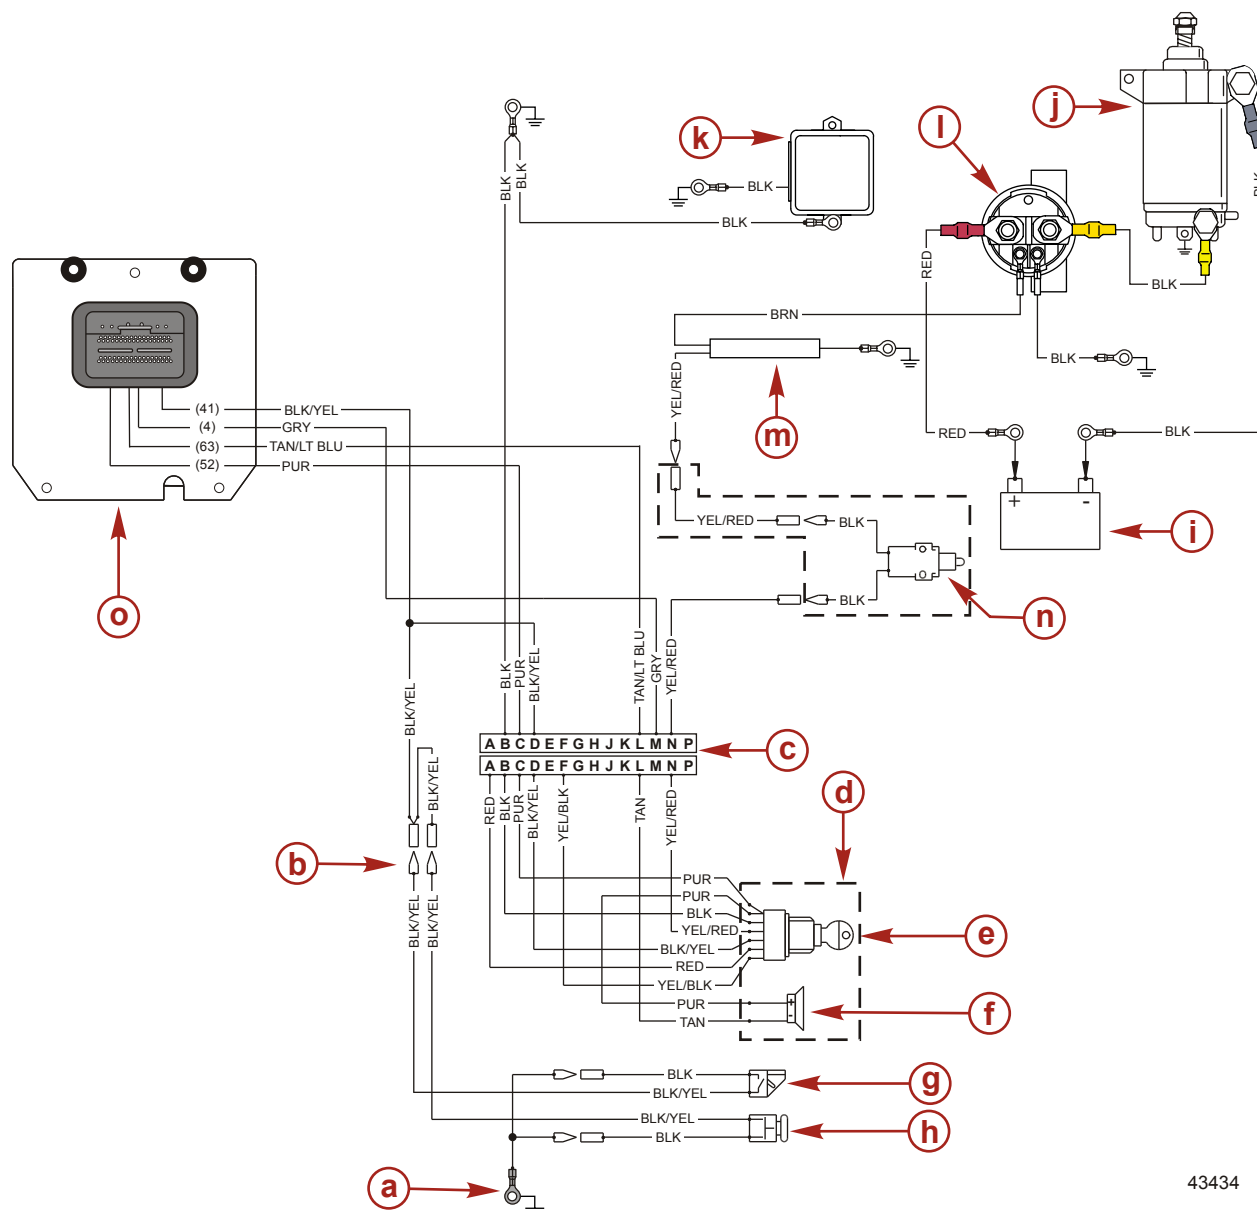 j
k
l
BLK
BLK
BLK
BLK
BLK
RED
BLK
BRN
BLK
YEL/RED
m
RED
BLK
(41) BLK/YEL
(4) GRY
(63) TAN/LT BLU
(52) PUR
+ -
i
YEL/RED BLK
BLK
n
o
BLK
PUR
BLK/YEL
TAN/LT BLU
GRY
YEL/RED
BLK/YEL
BLK/YEL
A B C D E F G H J K L M N P
c
A B C D E F G H J K L M N P
RED
BLK
PUR
BLK/YEL
YEL/BLK
TAN
YEL/RED
d
b
BLK/YEL
BLK/YEL
PUR
PUR
BLK
YEL/RED
BLK/YEL
RED
YEL/BLK
e
PUR
TAN
+
-
f
BLK
BLK/YEL
g
BLK/YEL
BLK
h
a
43434